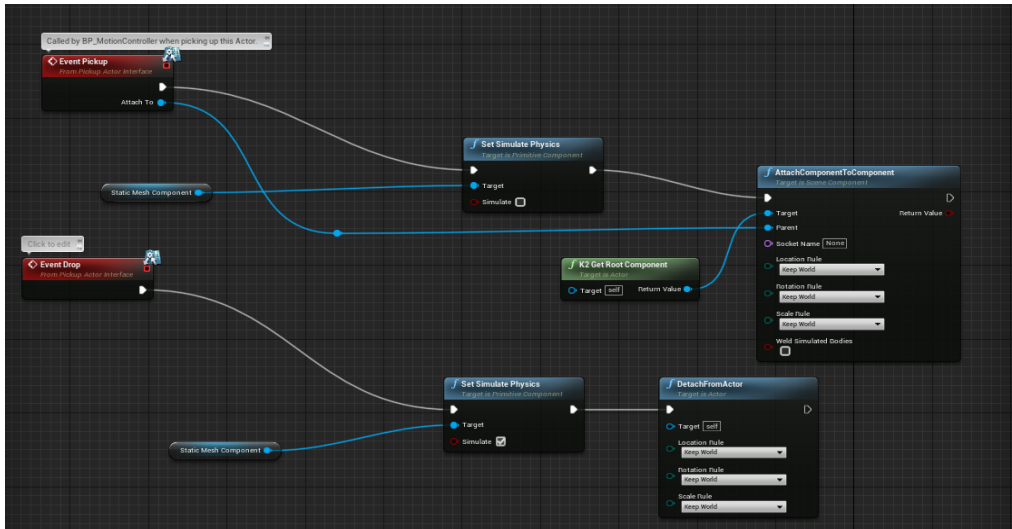 Called by BP_MotionController when picking up this Actor.
Event Pickup
From Pickup Actor Interface
Attach To
Set Simulate Physics
Target is Primitive Component
Target
Simulate
Static Mesh Component
AttachComponentToComponent
Target is Scene Component
Target
Return Value
Parent
Socket Name None
Location Rule
Keep World
Rotation Rule
Keep World
Scale Rule
Keep World
Weld Simulated Bodies
Click to edit
Event Drop
From Pickup Actor Interface
K2 Get Root Component
Target is Actor
Target self
Return Value
Set Simulate Physics
Target is Primitive Component
Target
Simulate
Static Mesh Component
DetachFromActor
Target is Actor
Target self
Location Rule
Keep World
Rotation Rule
Keep World
Scale Rule
Keep World